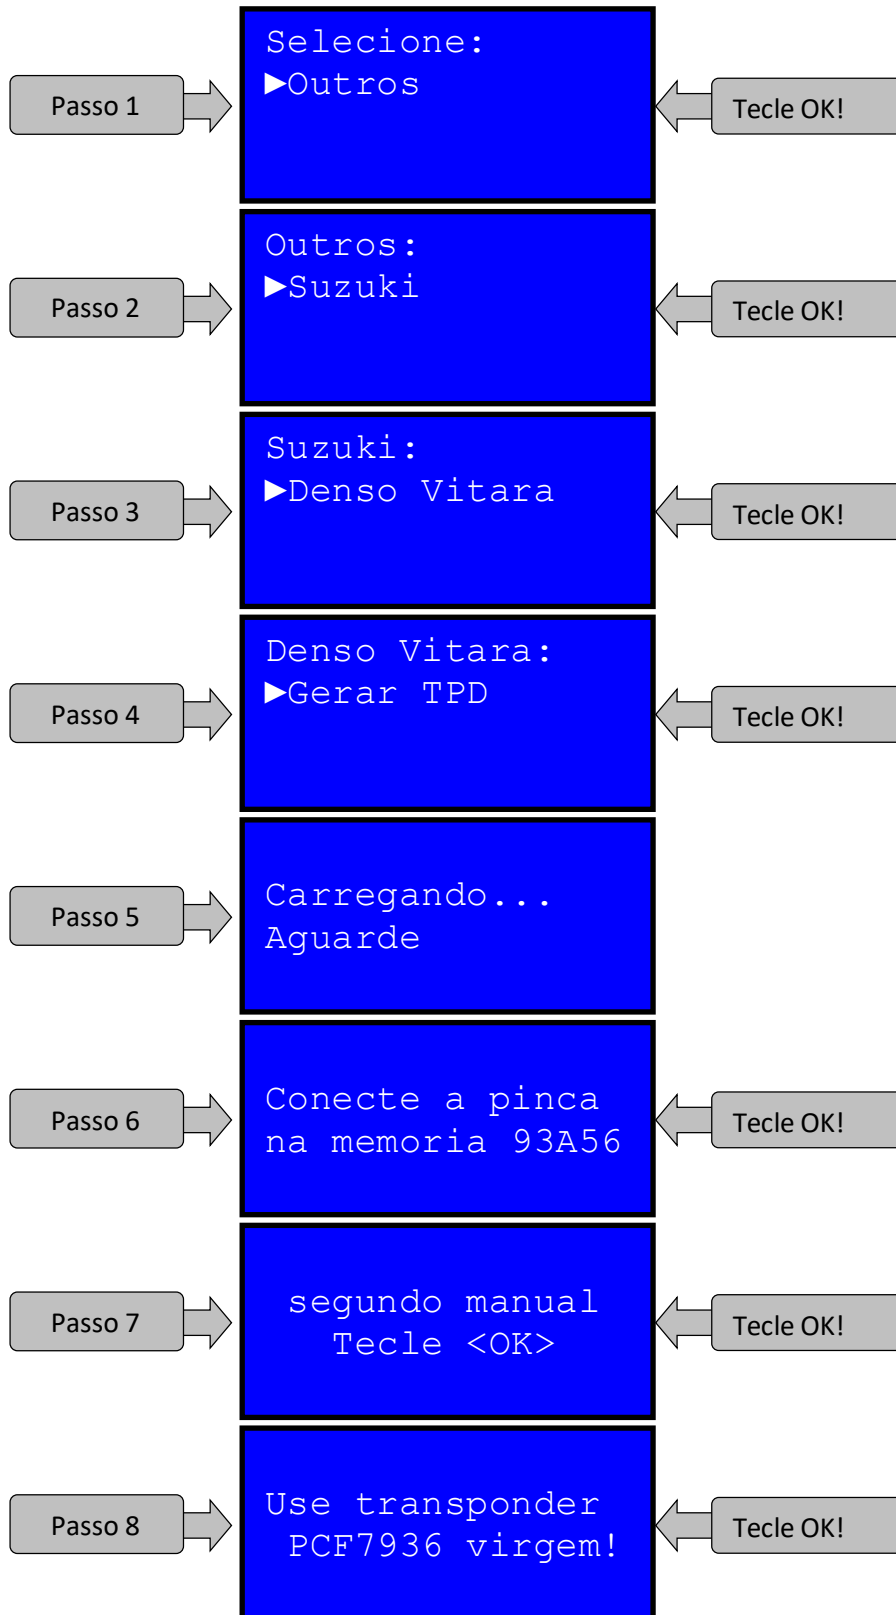 Selecione:
Passo 1
►Outros
Tecle OK!
Outros:
Passo 2
►Suzuki
Tecle OK!
Suzuki:
Passo 3
►Denso Vitara
Tecle OK!
Denso Vitara:
Passo 4
►Gerar TPD
Tecle OK!
Passo 5
Carregando...
Aguarde
Passo 6
Conecte a pinca
na memoria 93A56
Tecle OK!
Passo 7
segundo manual
Tecle <OK>
Tecle OK!
Passo 8
Use transponder
PCF7936 virgem!
Tecle OK!